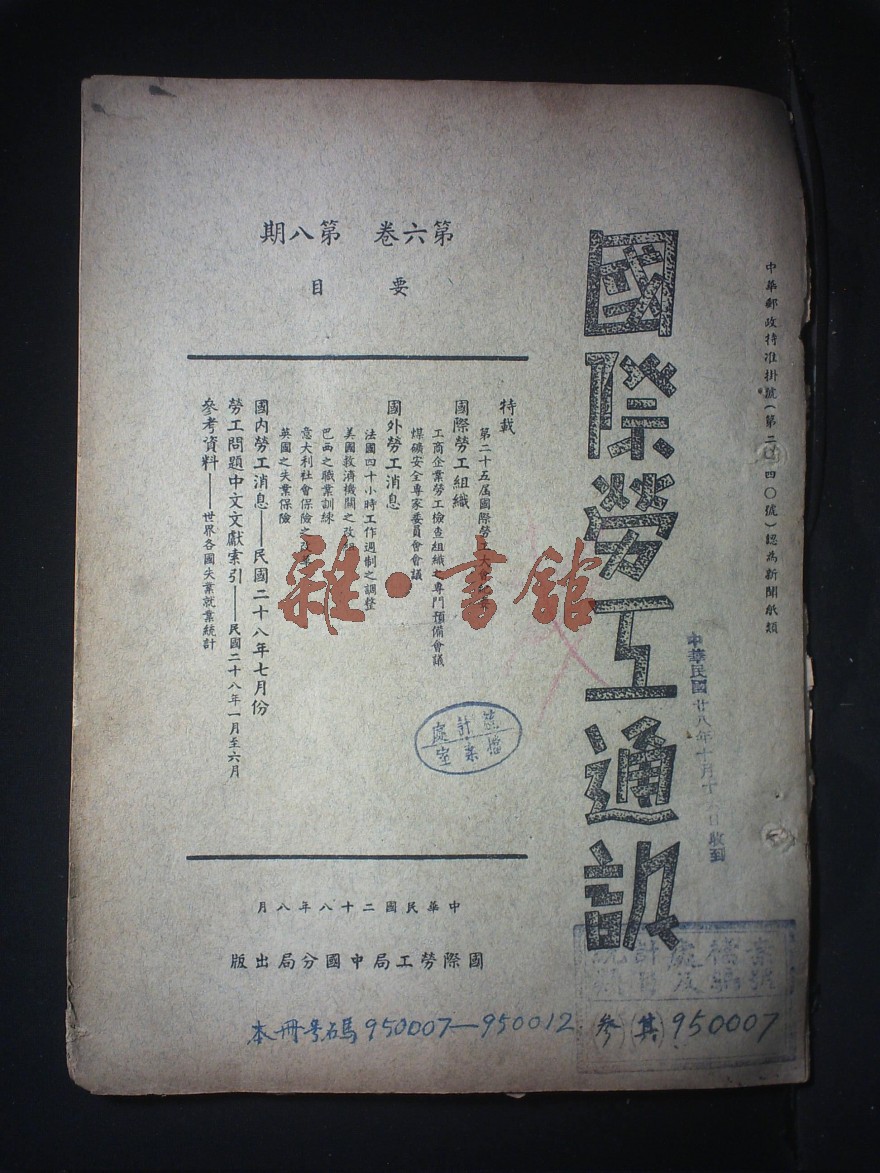 中華郵政特准掛號（第二〇四〇號）認為新聞紙類
國際勞工通訊
中華民國廿八年十月十 日收到
第六卷 第八期
要目
特載
第二十五屆國際勞工大會
國際勞工組織
工商企業勞工檢查組織之專門預備會議
煤礦安全專家委員會會議
國外勞工消息
法國四十小時工作週制之調整
美國救濟機關之改組
巴西之職業訓練
意大利社會保險之
英國之失業保險
國內勞工消息——民國二十八年七月份
勞工問題中文文獻索引——民國二十八年一月至六月
參考資料——世界各國失業就業統計
雜·書館
統計處
檔案室
中華民國二十八年八月
國際勞工局中國分局出版
統計處檔案
本冊号碼950007—950012
參(其)950007